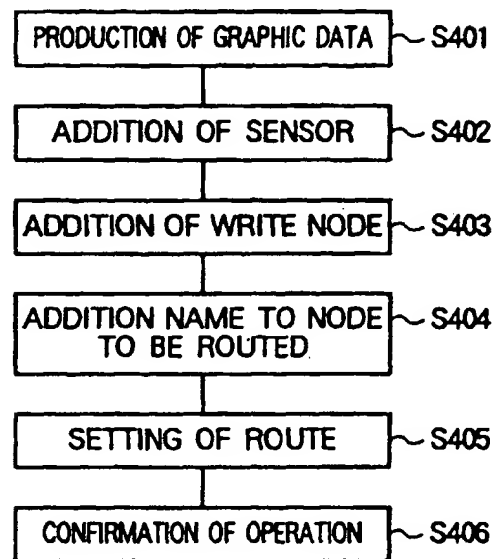 PRODUCTION OF GRAPHIC DATA S401
ADDITION OF SENSOR S402
ADDITION OF WRITE NODE S403
ADDITION NAME TO NODE S404
TO BE ROUTED
SETTING OF ROUTE S405
CONFIRMATION OF OPERATION S406